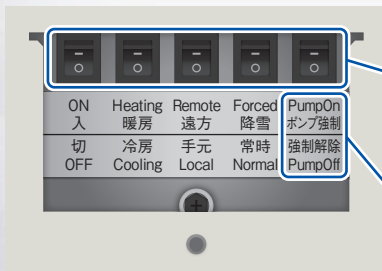 ON Heating Remote Forced PumpOn
入 暖房 遠方 降雪 ポンプ強制
切 冷房 手元 常時 強制解除
OFF Cooling Local Normal PumpOff